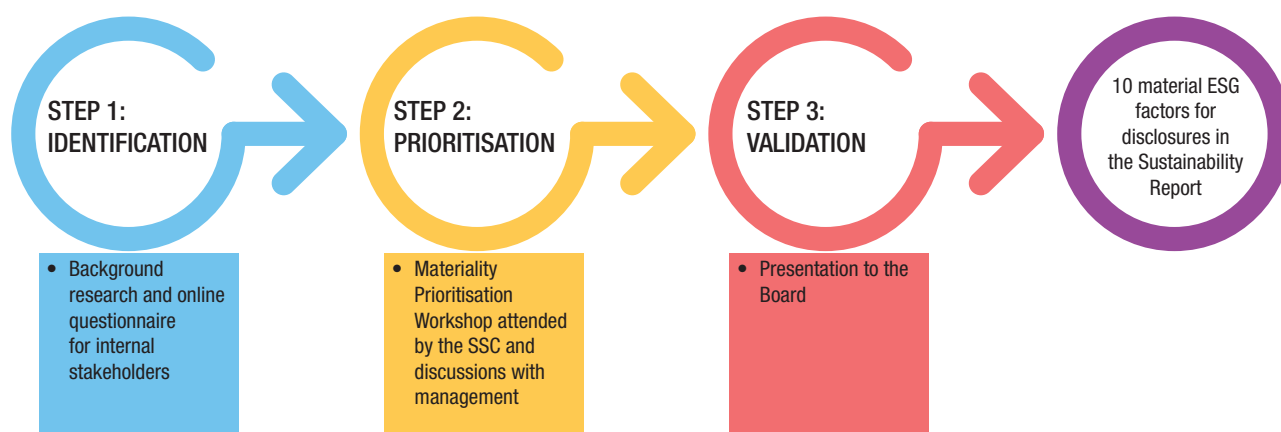 STEP 1:
IDENTIFICATION
• Background
research and online
questionnaire
for internal
stakeholders
STEP 2:
PRIORITISATION
• Materiality
Prioritisation
Workshop attended
by the SSC and
discussions with
management
STEP 3:
VALIDATION
• Presentation to the
Board
10 material ESG
factors for
disclosures in
the Sustainability
Report